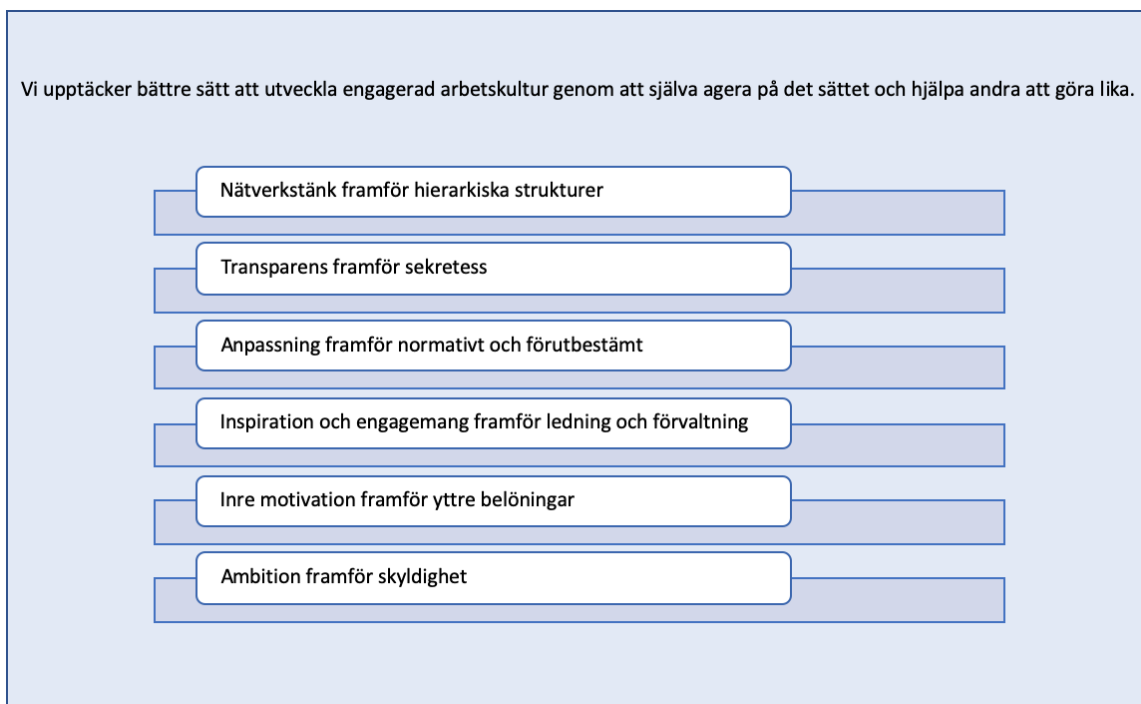 Vi upptäcker bättre sätt att utveckla engagerad arbetskultur genom att själva agera på det sättet och hjälpa andra att göra lika.
Nätverkstänk framför hierarkiska strukturer
Transparens framför sekretess
Anpassning framför normativt och förutbestämt
Inspiration och engagemang framför ledning och förvaltning
Inre motivation framför yttre belöningar
Ambition framför skyldighet